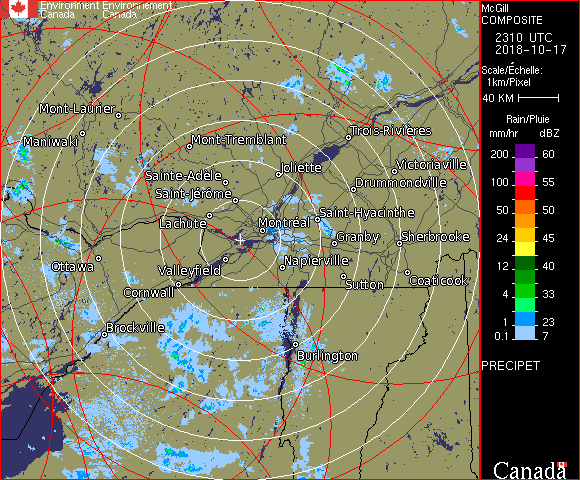 Environment Environnement
Canada Canada
McGill
COMPOSITE
2310 UTC
2018-10-17
Scale/Échelle:
1km/Pixel
40 KM
Rain/Pluie
mm/hr dBZ
200 60
100 55
50 50
24 45
12 40
4 33
1 23
0.1 7
PRECIPET
Canada
Mont-Laurier
Maniwaki
Mont-Tremblant
Trois-Rivières
Joliette
Victoriaville
Sainte-Adèle
Drummondville
Saint-Jérôme
Lachute
Saint-Hyacinthe
Montréal
Granby
Sherbrooke
Ottawa
Valleyfield
Napierville
Cornwall
Sutton
Coaticook
Brockville
Burlington